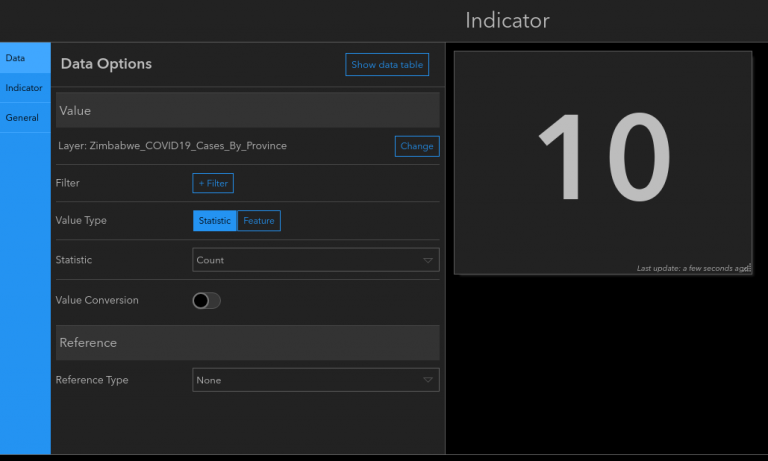 Indicator
Data
Indicator
General
Data Options
Show data table
Value
Layer: Zimbabwe_COVID19_Cases_By_Province
Change
Filter
+ Filter
Value Type
Statistic
Feature
Statistic
Count
Value Conversion
Reference
Reference Type
None
10
Last update: a few seconds ago